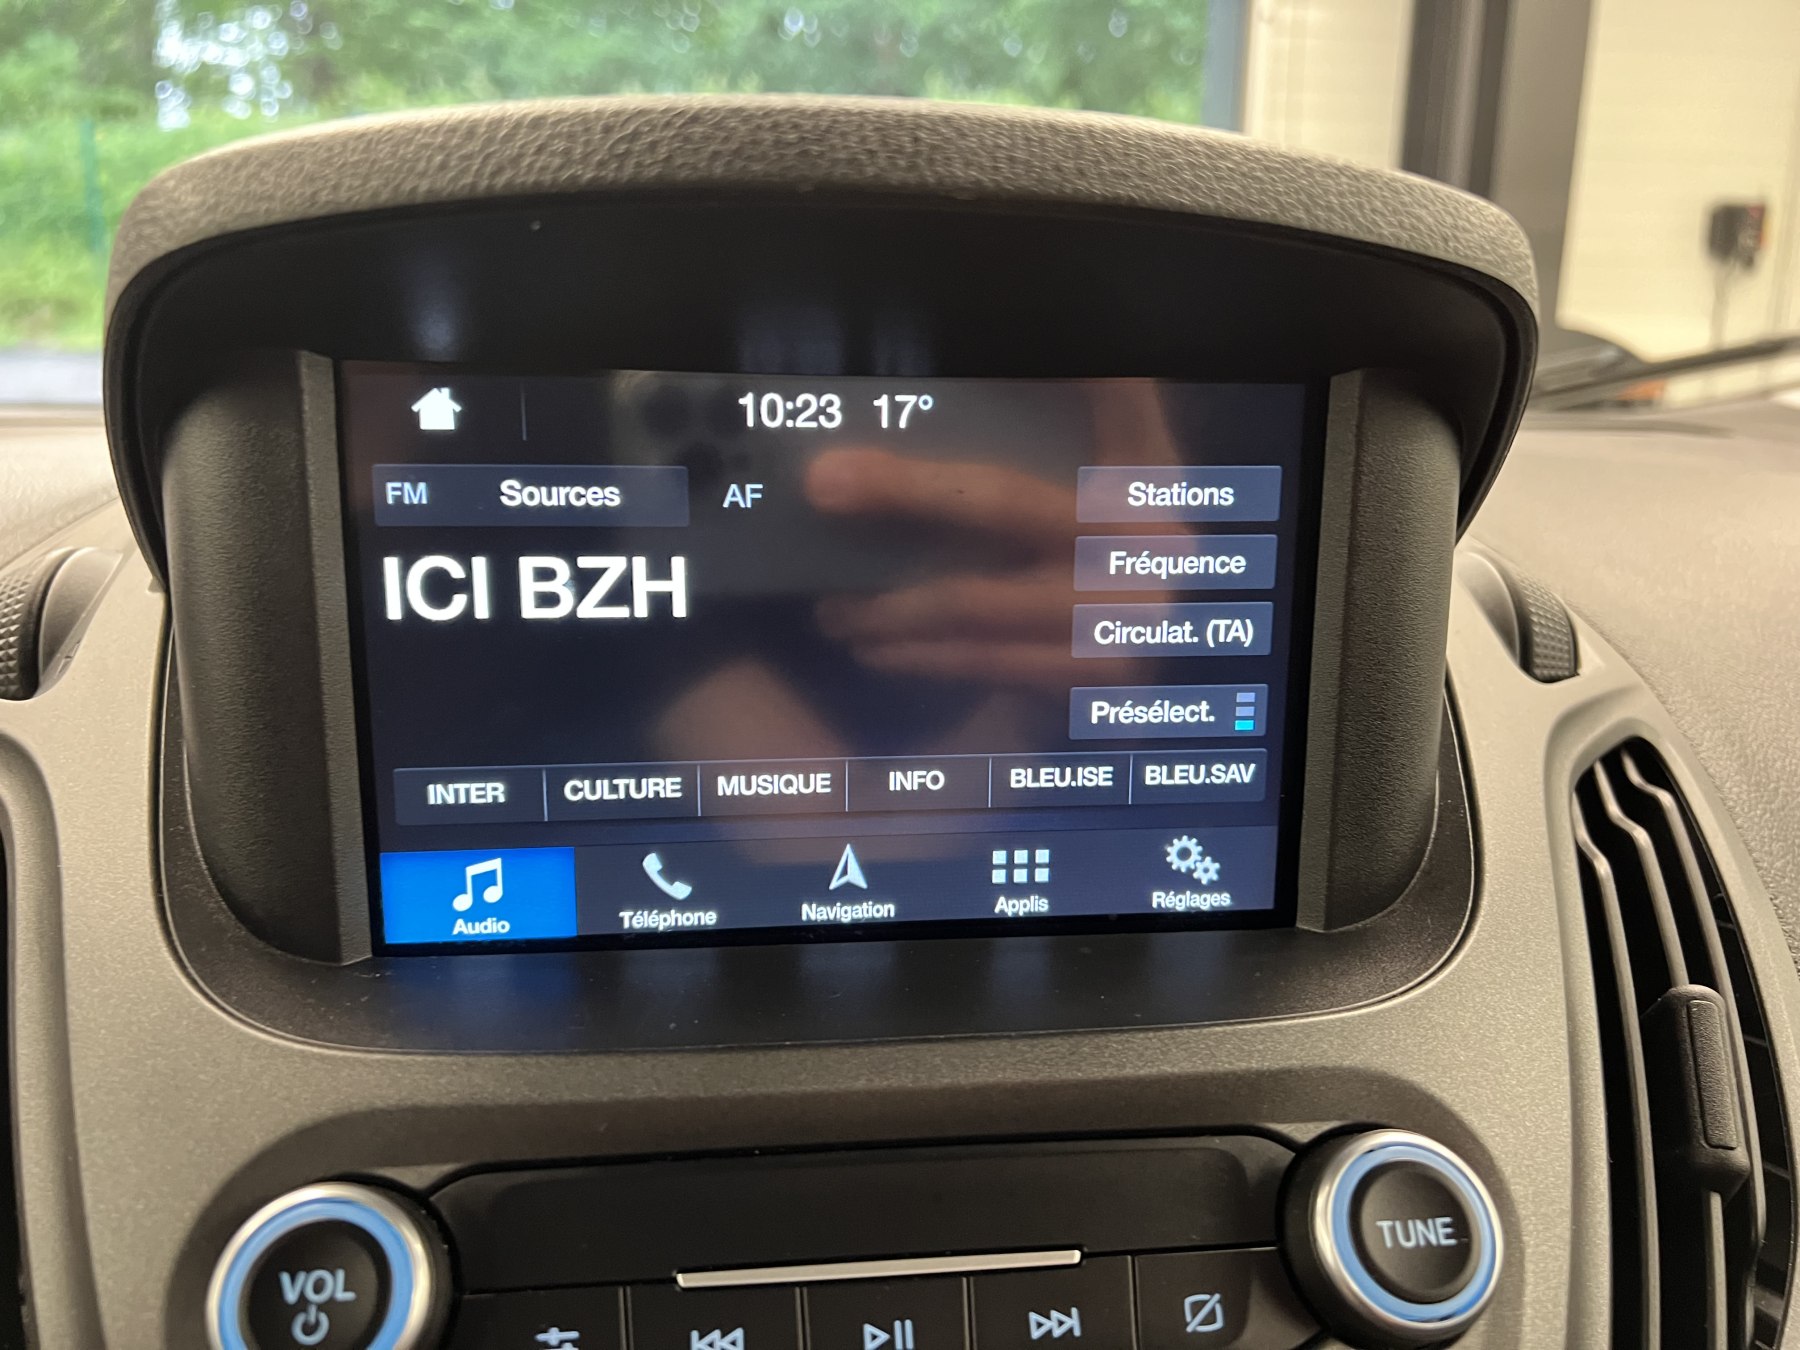 10:23 17°
FM Sources AF Stations
ICI BZH
Fréquence
Circulat. (TA)
Présélect.
INTER CULTURE MUSIQUE INFO BLEU.ISE BLEU.SAV
Audio Téléphone Navigation Applis Réglages
VOL
TUNE